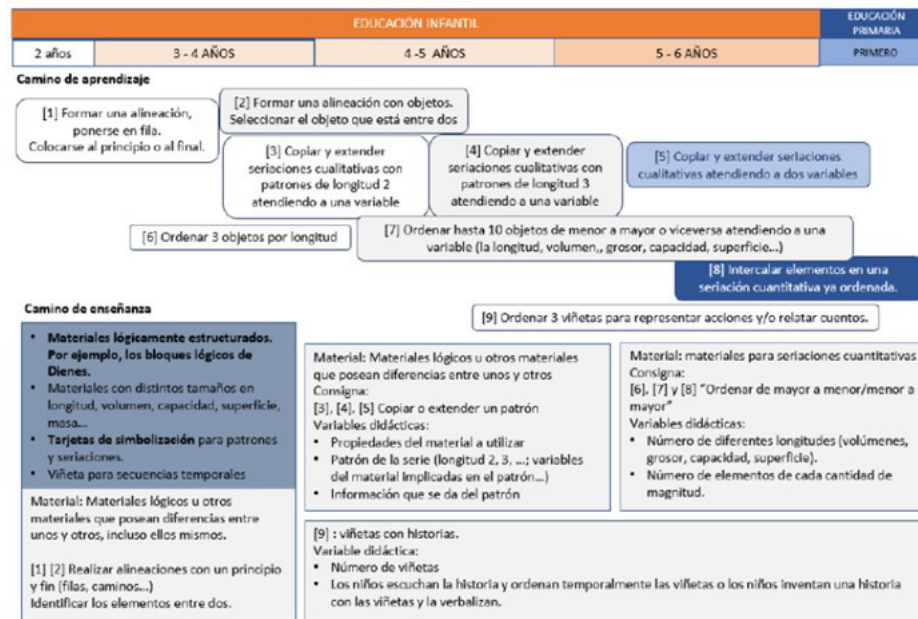 EDUCACIÓN INFANTIL
EDUCACIÓN
PRIMARIA
2 años
3 - 4 AÑOS
4 -5 AÑOS
5 - 6 AÑOS
PRIMERO
Camino de aprendizaje
[1] Formar una alineación,
ponerse en fila.
Colocarse al principio o al final.
[2] Formar una alineación con objetos.
Seleccionar el objeto que está entre dos
[3] Copiar y extender
seriaciones cualitativas con
patrones de longitud 2
atendiendo a una variable
[4] Copiar y extender
seriaciones cualitativas con
patrones de longitud 3
atendiendo a una variable
[5] Copiar y extender seriaciones
cualitativas atendiendo a dos variables
[6] Ordenar 3 objetos por longitud
[7] Ordenar hasta 10 objetos de menor a mayor o viceversa atendiendo a una
variable (la longitud, volumen,, grosor, capacidad, superficie...)
[8] Intercalar elementos en una
seriación cuantitativa ya ordenada.
[9] Ordenar 3 viñetas para representar acciones y/o relatar cuentos.
Camino de enseñanza
• Materiales lógicamente estructurados.
Por ejemplo, los bloques lógicos de
Dienes.
• Materiales con distintos tamaños en
longitud, volumen, capacidad, superficie,
masa...
• Tarjetas de simbolización para patrones
y seriaciones.
• Viñeta para secuencias temporales
Material: Materiales lógicos u otros
materiales que posean diferencias entre
unos y otros, incluso ellos mismos.
[1] [2] Realizar alineaciones con un principio
y fin (filas, caminos...)
Identificar los elementos entre dos.
Material: Materiales lógicos u otros materiales
que posean diferencias entre unos y otros
Consigna:
[3], [4], [5] Copiar o extender un patrón
Variables didácticas:
• Propiedades del material a utilizar
• Patrón de la serie (longitud 2, 3, ...; variables
del material implicadas en el patrón...)
• Información que se da del patrón
Material: materiales para seriaciones cuantitativas
Consigna:
[6], [7] y [8] "Ordenar de mayor a menor/menor a
mayor"
Variables didácticas:
• Número de diferentes longitudes (volúmenes,
grosor, capacidad, superficie).
• Número de elementos de cada cantidad de
magnitud.
[9] : viñetas con historias.
Variable didáctica:
• Número de viñetas
• Los niños escuchan la historia y ordenan temporalmente las viñetas o los niños inventan una historia
con las viñetas y la verbalizan.